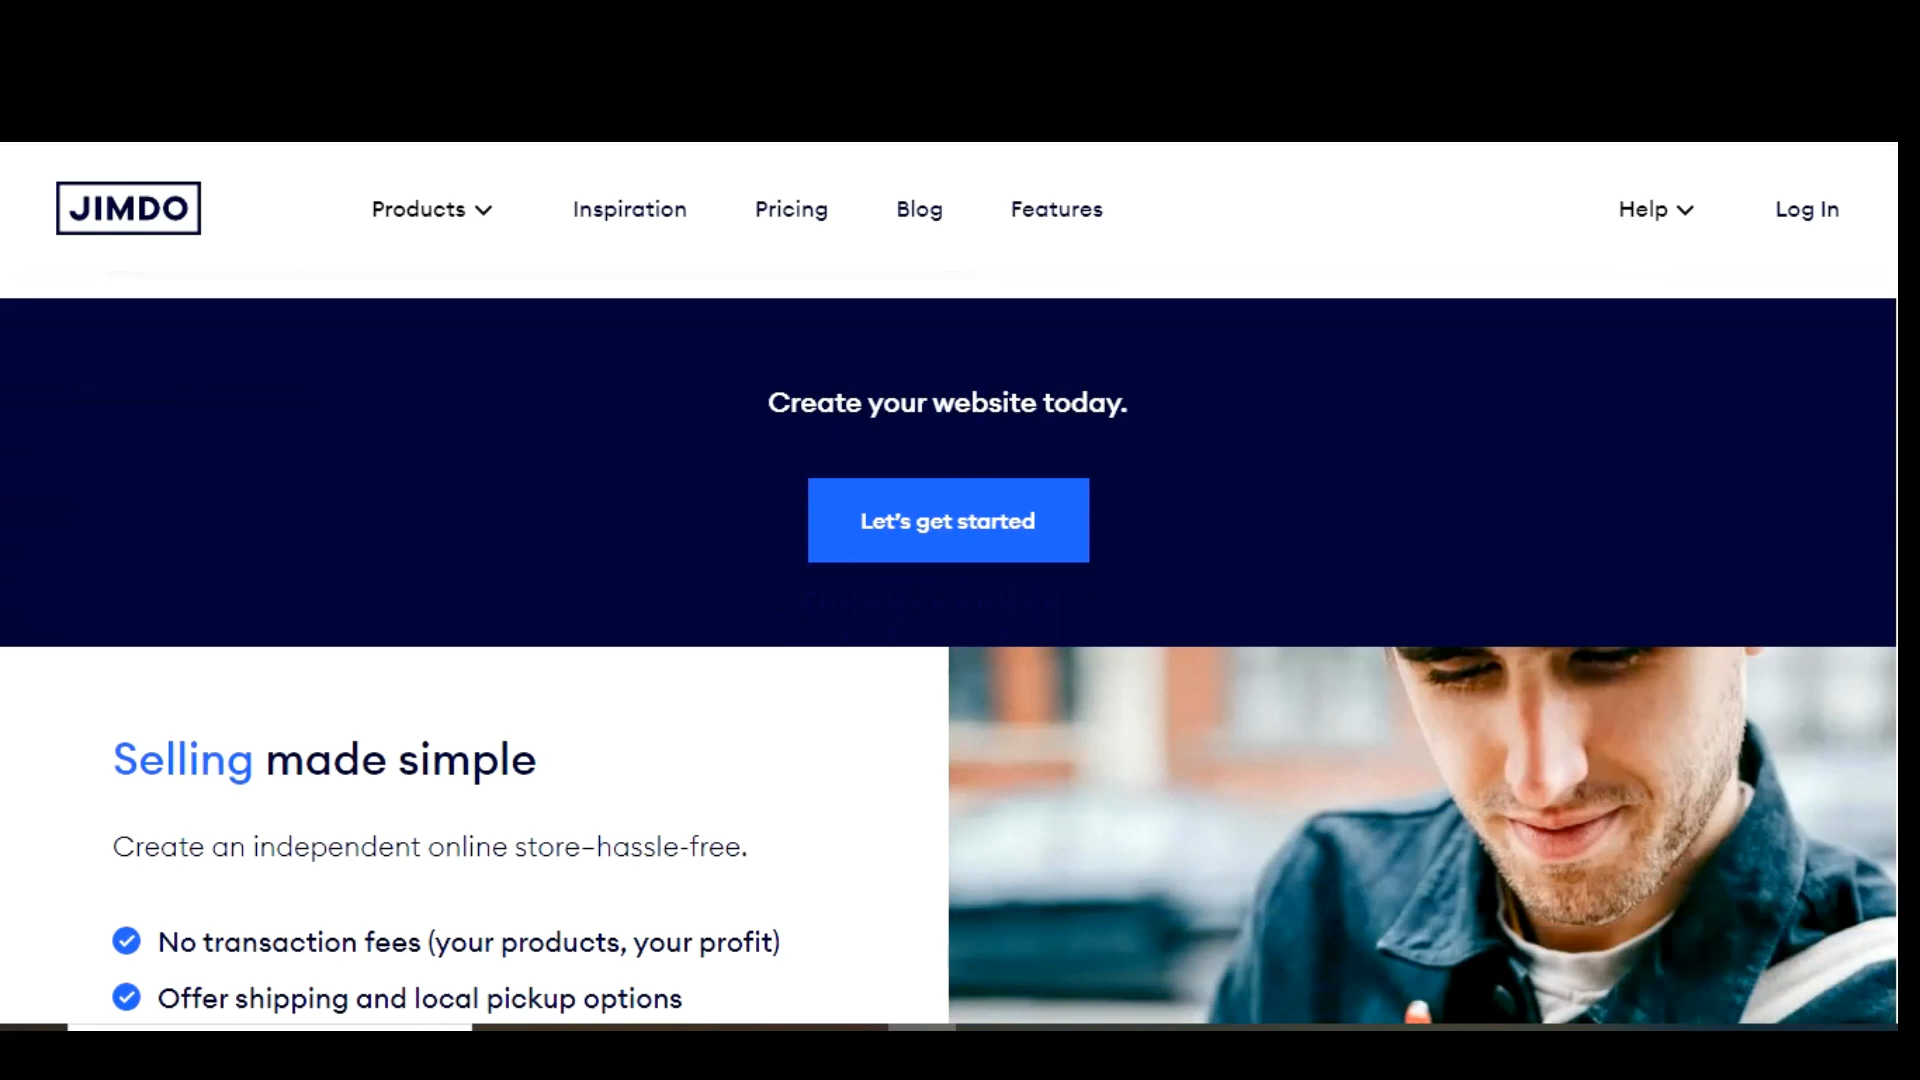 JIMDO
Products
Inspiration
Pricing
Blog
Features
Help
Log In
Create your website today.
Let's get started
Selling made simple
Create an independent online store–hassle-free.
No transaction fees (your products, your profit)
Offer shipping and local pickup options